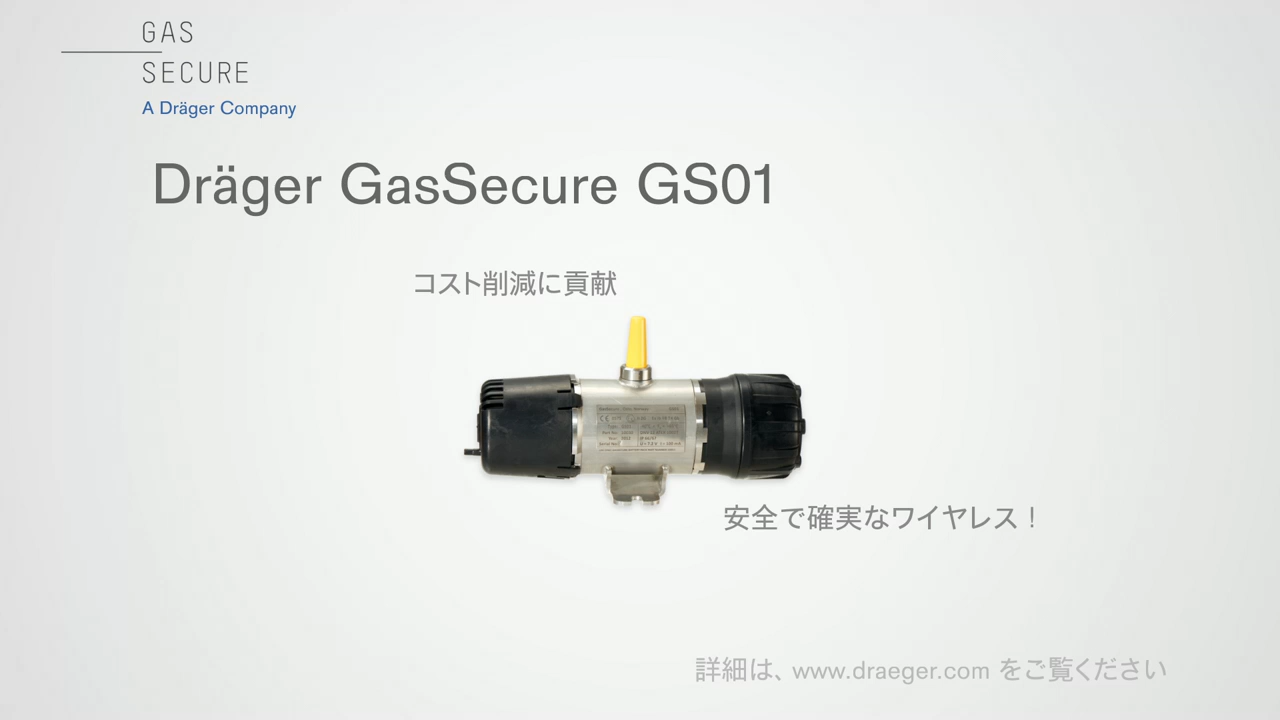 GAS
SECURE
A Dräger Company
Dräger GasSecure GS01
コスト削減に貢献
安全で確実なワイヤレス！
詳細は、www.draeger.com をご覧ください